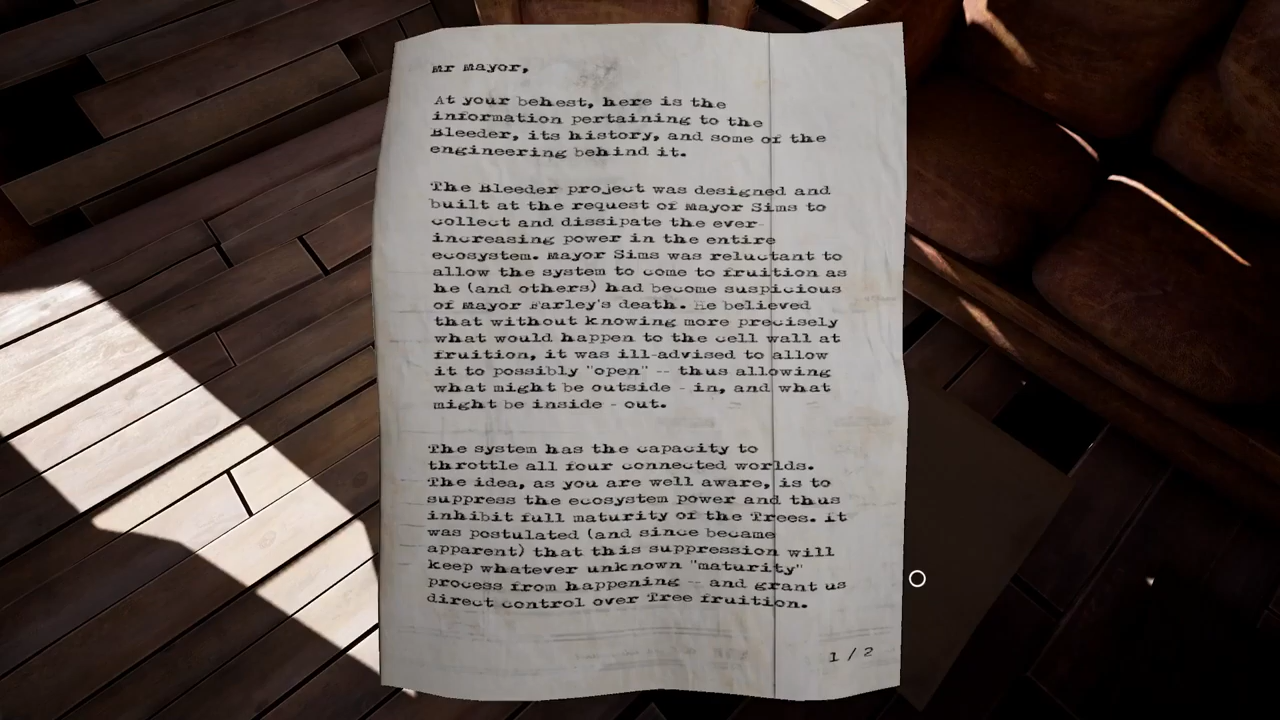 Mr Mayor,
At your behest, here is the
information pertaining to the
Bleeder, its history, and some of the
engineering behind it.
The Bleeder project was designed and
built at the request of Mayor Sims to
collect and dissipate the ever-
increasing power in the entire
ecosystem. Mayor Sims was reluctant to
allow the system to come to fruition as
he (and others) had become suspicious
of Mayor Farley's death. He believed
that without knowing more precisely
what would happen to the cell wall at
fruition, it was ill-advised to allow
it to possibly "open" -- thus allowing
what might be outside - in, and what
might be inside - out.
The system has the capacity to
throttle all four connected worlds.
The idea, as you are well aware, is to
suppress the ecosystem power and thus
inhibit full maturity of the Trees. It
was postulated (and since became
apparent) that this suppression will
keep whatever unknown "maturity"
process from happening -- and grant us
direct control over Tree fruition.
1 / 2